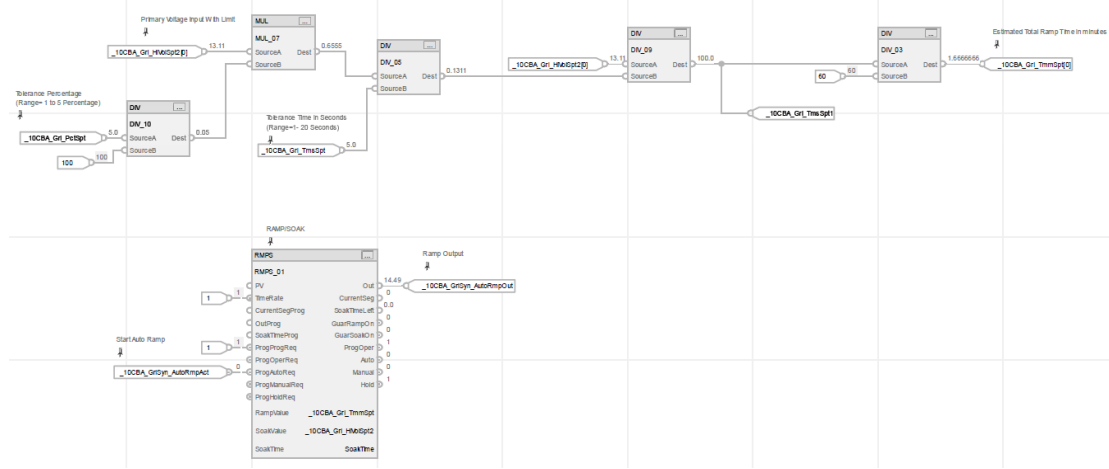 Primary Voltage Input With Limit
_10CBA_Grl_HVolSpt2[0]
13.11
MUL
...
MUL_07
SourceA
Dest
SourceB
0.6555
Tolerance Percentage
(Range= 1 to 5 Percentage)
_10CBA_Grl_PctSpt
5.0
100
100
DIV
...
DIV_10
SourceA
Dest
SourceB
0.05
Tolerance Time In Seconds
(Range=1- 20 Seconds)
_10CBA_Grl_TmsSpt
5.0
DIV
...
DIV_05
SourceA
Dest
SourceB
0.1311
_10CBA_Grl_HVolSpt2[0]
13.11
DIV
...
DIV_09
SourceA
Dest
SourceB
100.0
_10CBA_Grl_TmsSpt1
60
60
DIV
...
DIV_03
SourceA
Dest
SourceB
1.6666666
Estimated Total Ramp Time in minutes
_10CBA_Grl_TmmSpt[0]
RAMP/SOAK
RMPS
...
RMPS_01
PV
Out
14.49
Ramp Output
_10CBA_GrlSyn_AutoRmpOut
1
1
TimeRate
CurrentSeg
0
CurrentSegProg
SoakTimeLeft
0.0
OutProg
GuarRampOn
0
SoakTimeProg
GuarSoakOn
0
1
1
ProgProgReq
ProgOper
1
ProgOperReq
Auto
0
Start Auto Ramp
_10CBA_GrlSyn_AutoRmpAct
0
ProgAutoReq
Manual
0
ProgManualReq
Hold
1
ProgHoldReq
RampValue
_10CBA_Grl_TmmSpt
SoakValue
_10CBA_Grl_HVolSpt2
SoakTime
SoakTime